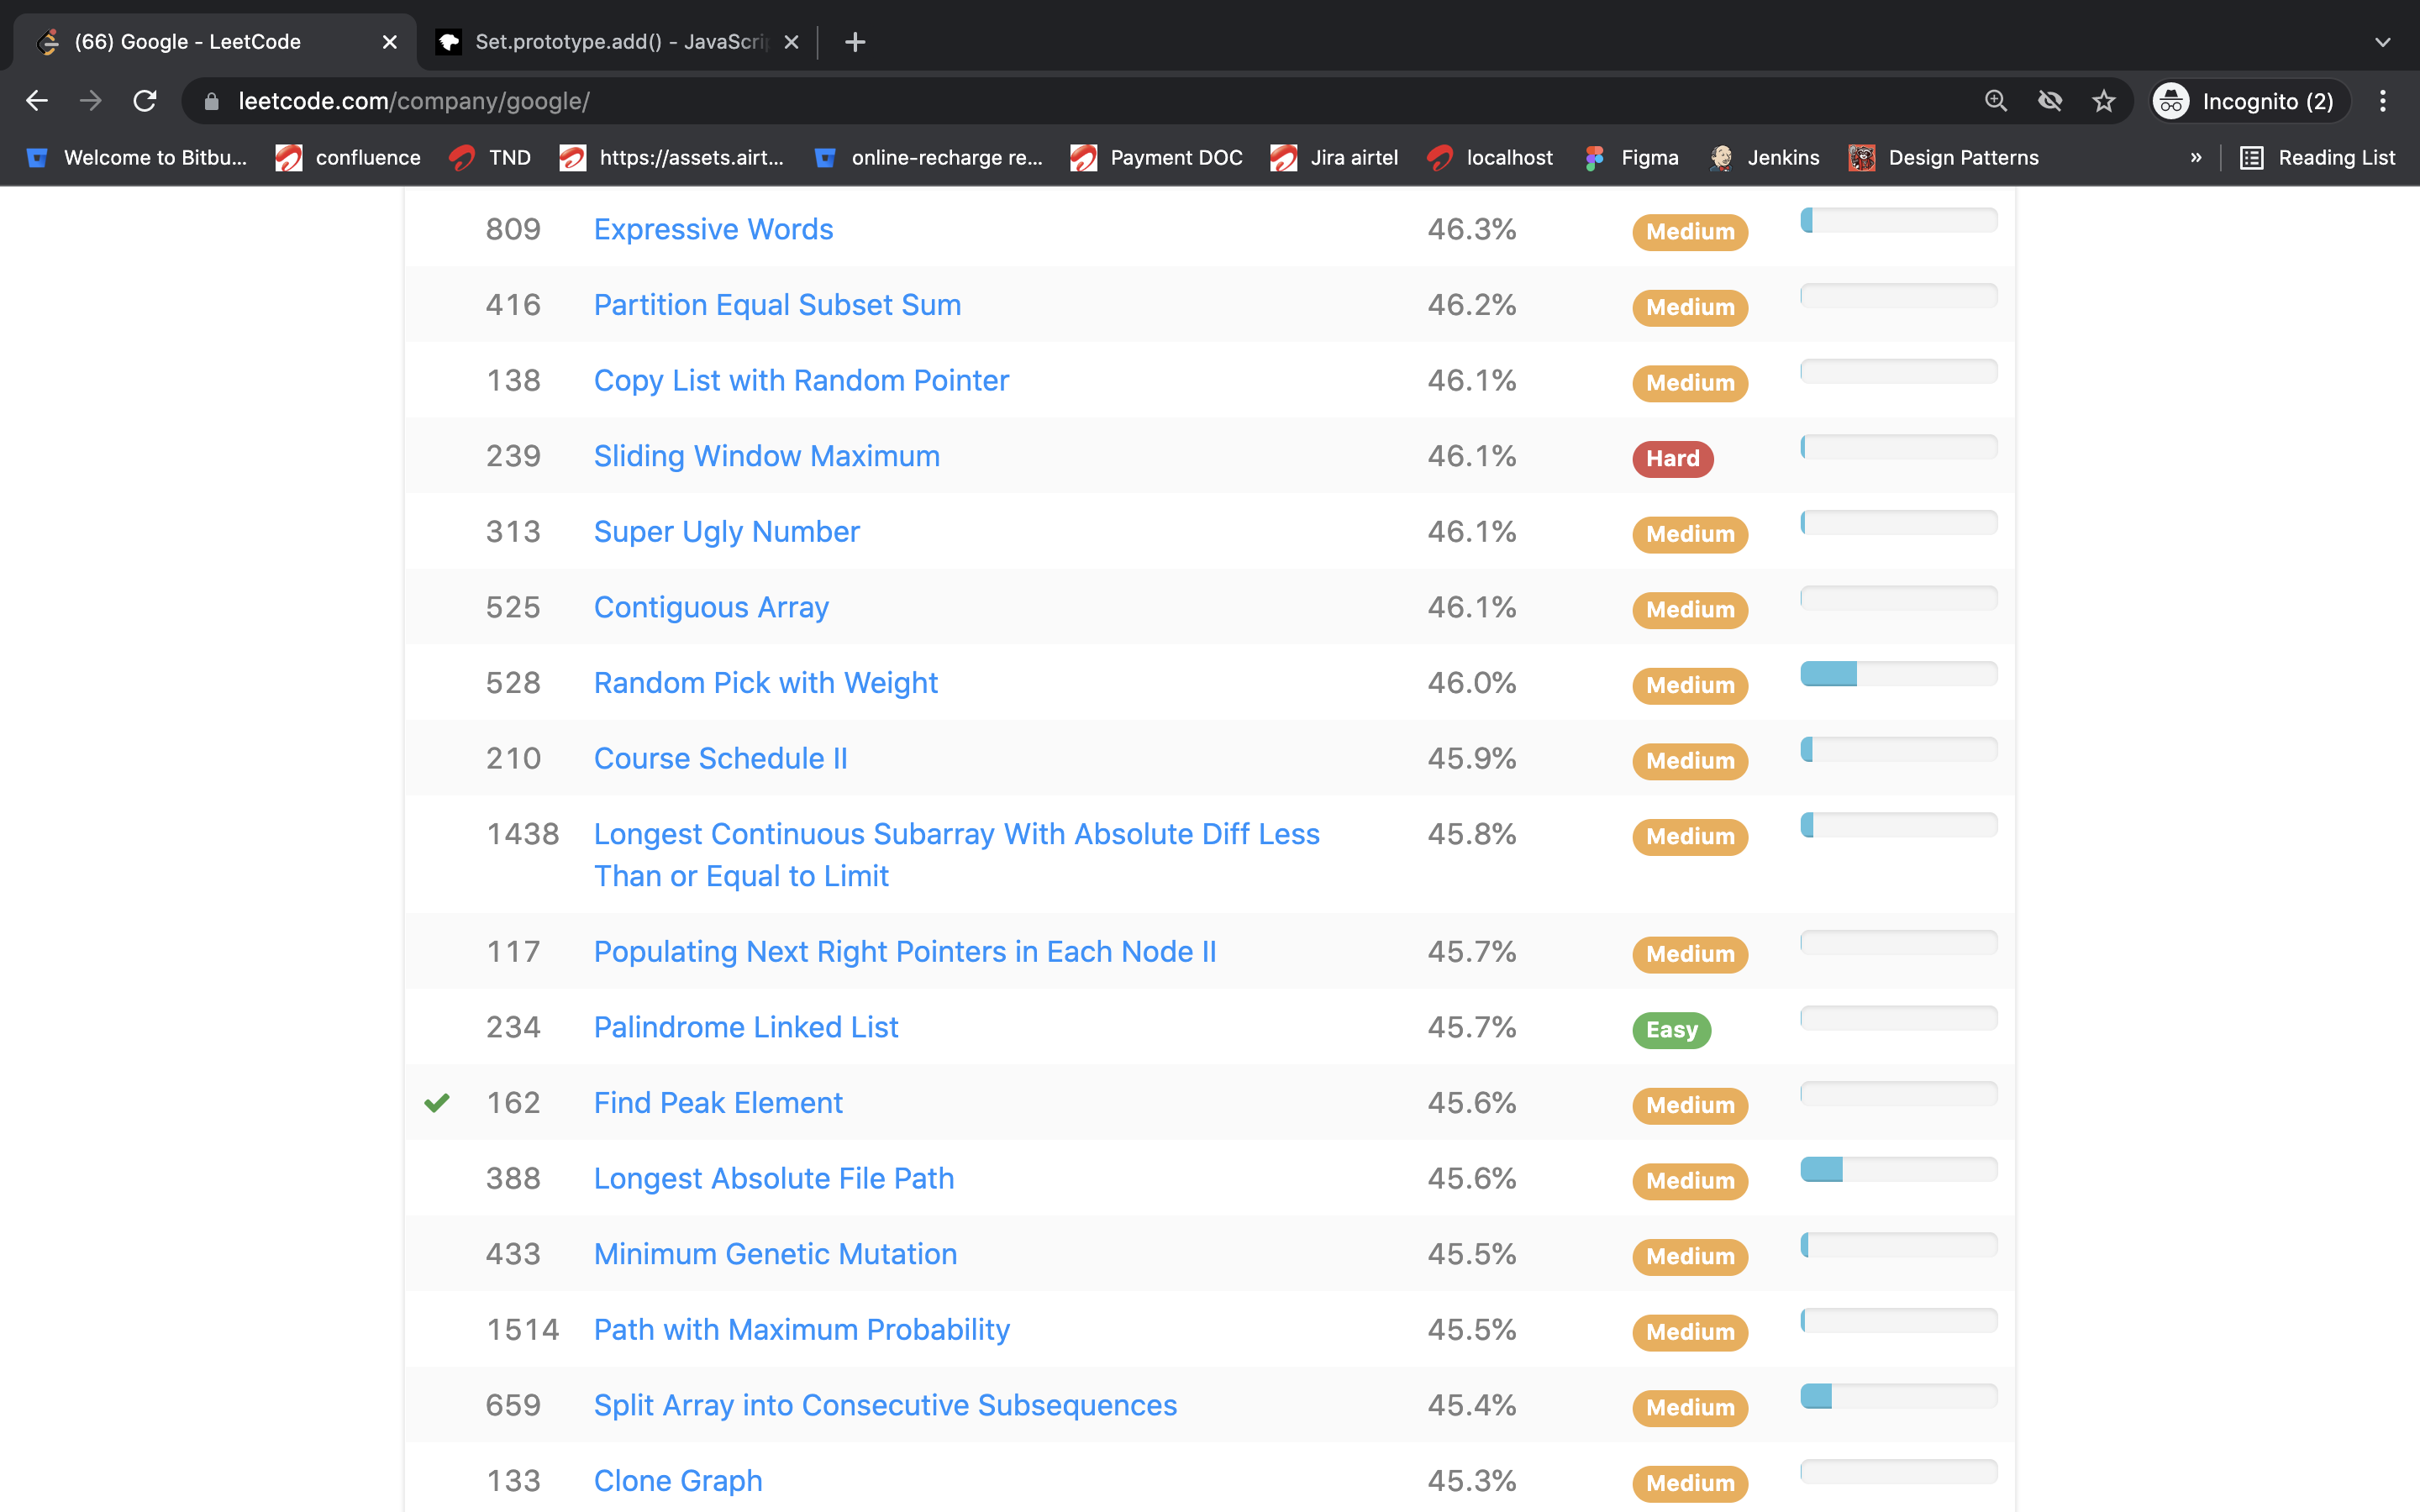 (66) Google - LeetCode
Set.prototype.add() - JavaScri
leetcode.com/company/google/
Incognito (2)
Welcome to Bitbu... confluence TND https://assets.airt... online-recharge re... Payment DOC Jira airtel localhost Figma Jenkins Design Patterns » Reading List
809 Expressive Words 46.3% Medium
416 Partition Equal Subset Sum 46.2% Medium
138 Copy List with Random Pointer 46.1% Medium
239 Sliding Window Maximum 46.1% Hard
313 Super Ugly Number 46.1% Medium
525 Contiguous Array 46.1% Medium
528 Random Pick with Weight 46.0% Medium
210 Course Schedule II 45.9% Medium
1438 Longest Continuous Subarray With Absolute Diff Less 45.8% Medium
Than or Equal to Limit
117 Populating Next Right Pointers in Each Node II 45.7% Medium
234 Palindrome Linked List 45.7% Easy
162 Find Peak Element 45.6% Medium
388 Longest Absolute File Path 45.6% Medium
433 Minimum Genetic Mutation 45.5% Medium
1514 Path with Maximum Probability 45.5% Medium
659 Split Array into Consecutive Subsequences 45.4% Medium
133 Clone Graph 45.3% Medium